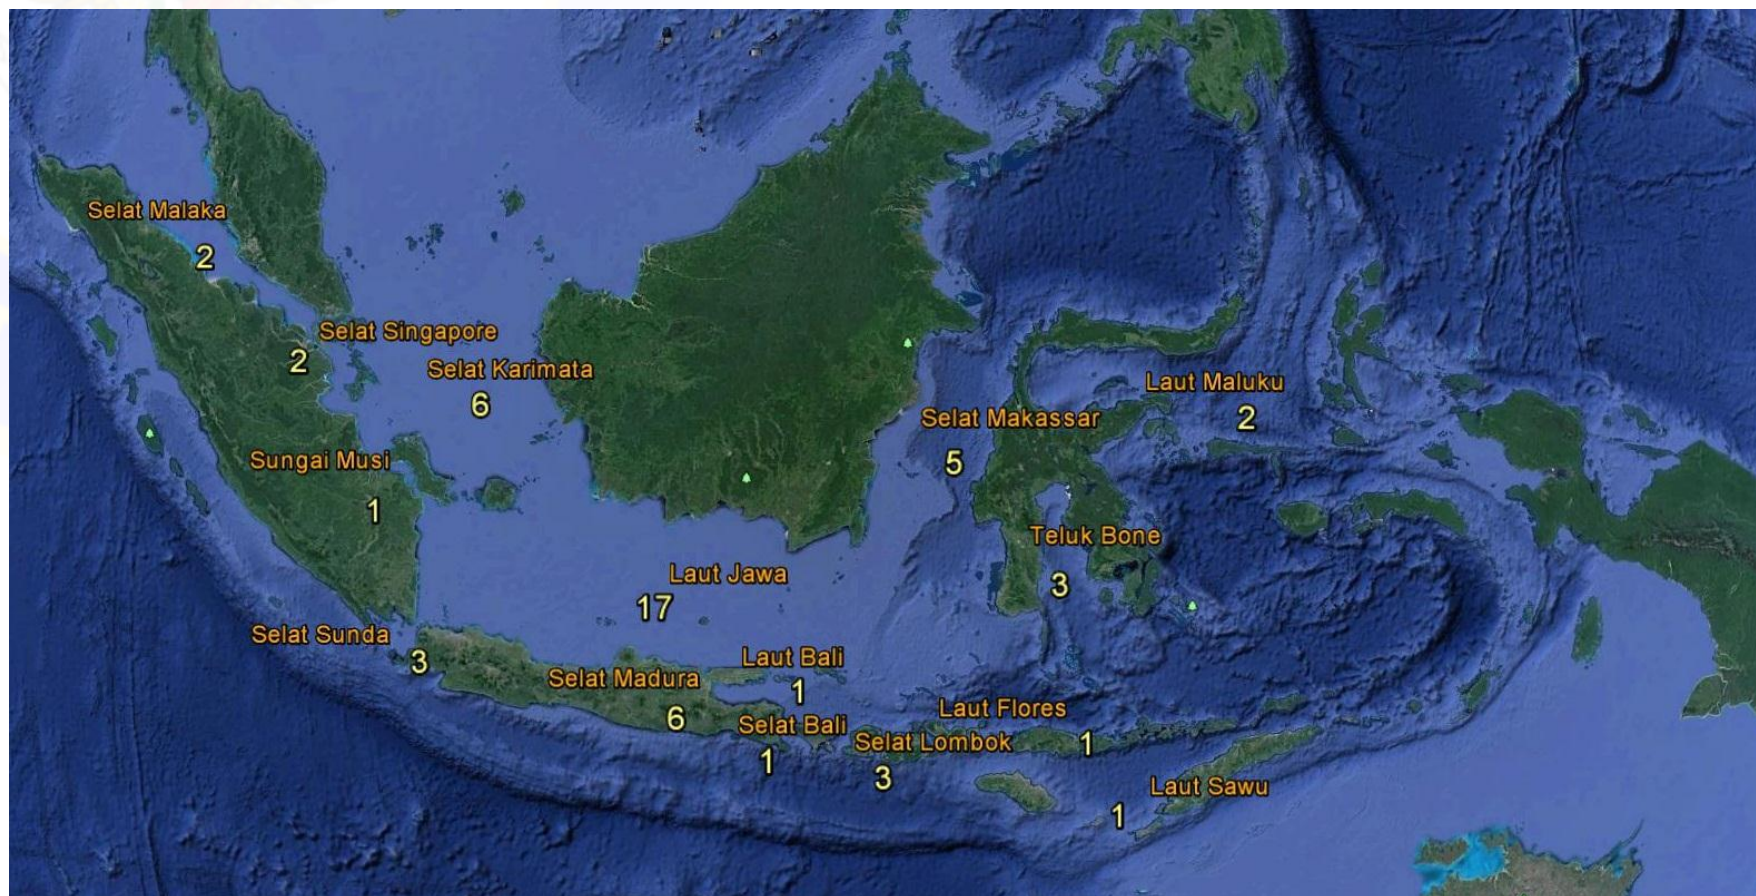 Selat Malaka
2
Selat Singapore
2
Selat Karimata
6
Laut Maluku
2
Selat Makassar
5
Sungai Musi
1
Teluk Bone
3
Laut Jawa
17
Selat Sunda
3
Laut Bali
1
Selat Madura
6
Selat Bali
1
Laut Flores
1
Selat Lombok
3
Laut Sawu
1